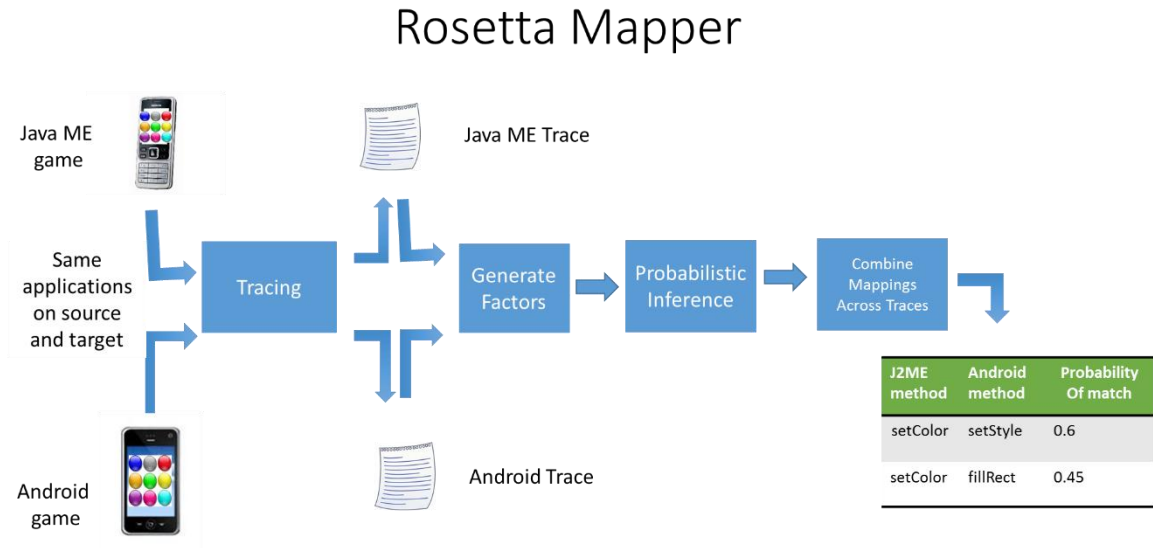 Rosetta Mapper
Java ME
game
Java ME Trace
Same
applications
on source
and target
Tracing
Generate
Factors
Probabilistic
Inference
Combine
Mappings
Across Traces
J2ME
method
Android
method
Probability
Of match
setColor setStyle 0.6
setColor fillRect 0.45
Android
game
Android Trace